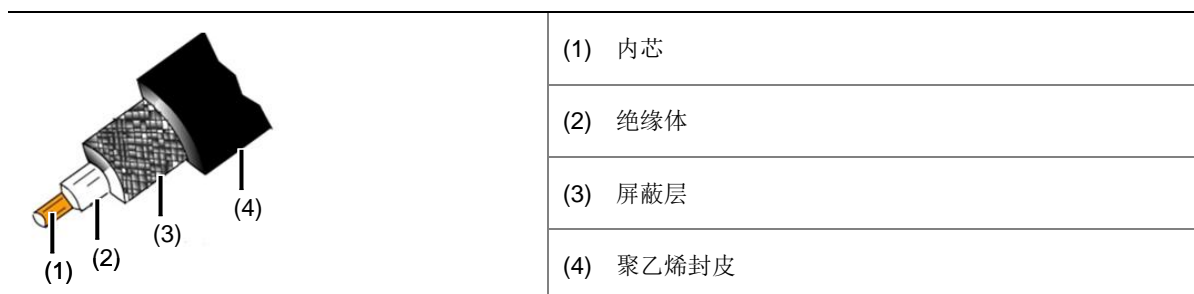 (1) 内芯
(2) 绝缘体
(3) 屏蔽层
(4) 聚乙烯封皮
(4)
(3)
(2)
(1)